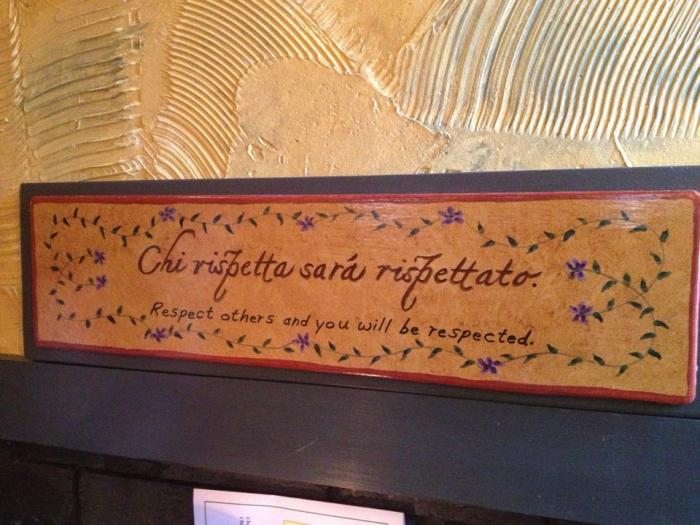 Chi rispetta sará rispettato.
Respect others and you will be respected.